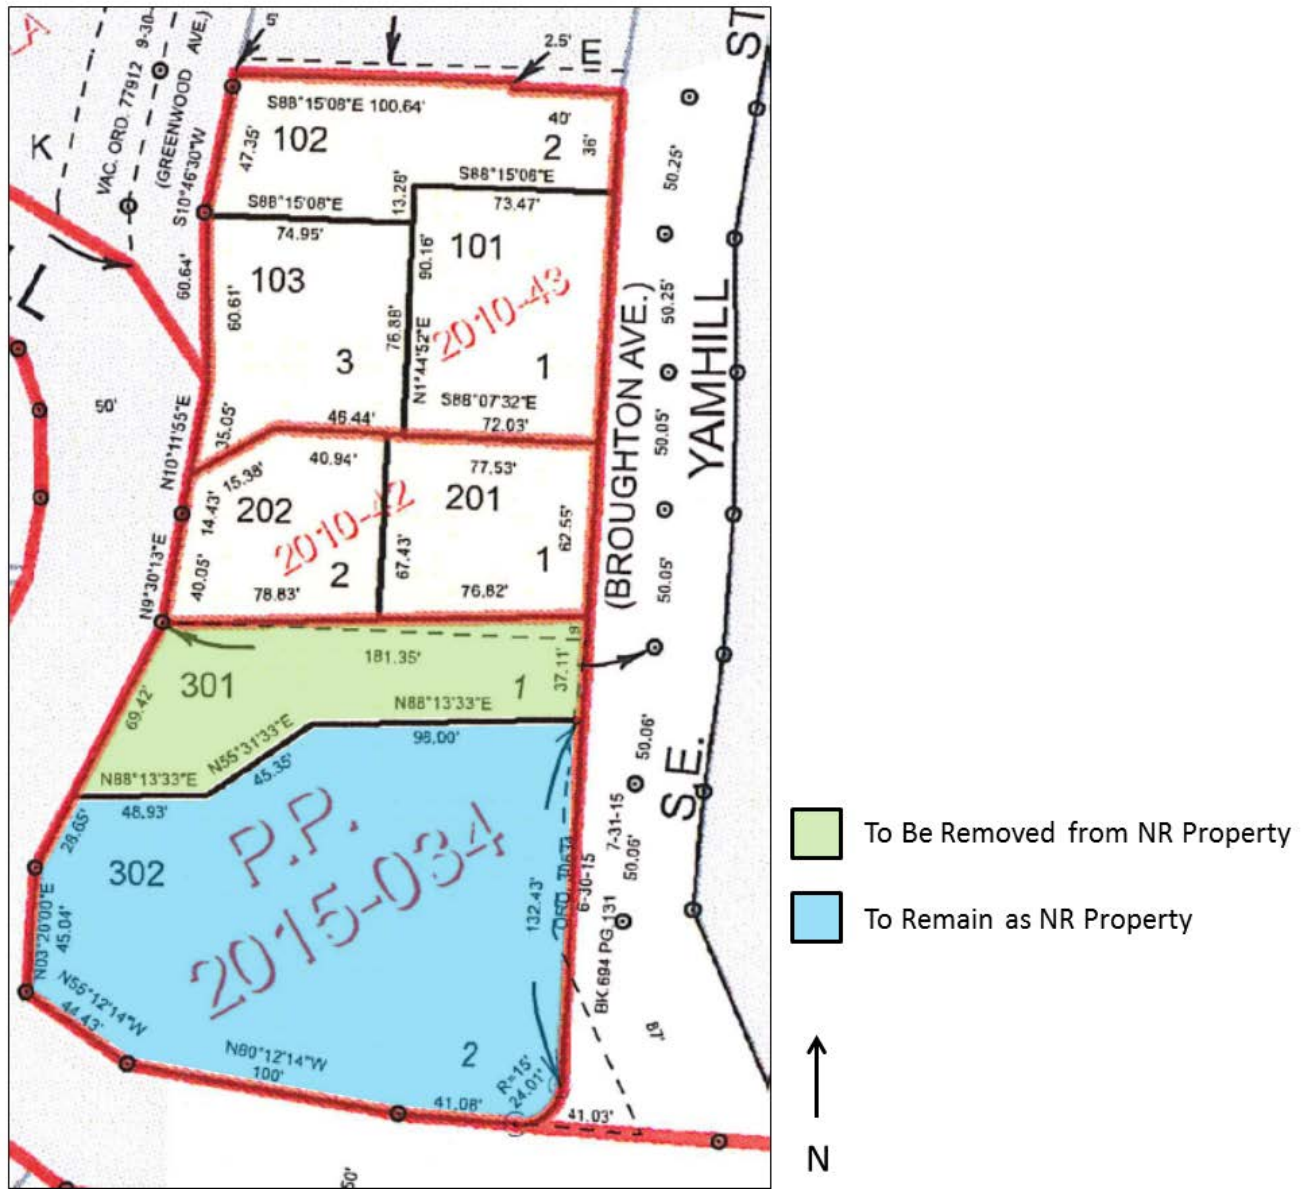 VAC. ORD. 77912 9-30-
(GREENWOOD AVE.)
5'
2.5'
E
ST
K
L
S88°15'08"E 100.64'
102
47.35'
S10°46'30"W
40'
2
36'
S88°15'08"E
73.47'
13.28'
S88°15'08"E
74.95'
103
60.64'
60.61'
3
76.88'
90.16'
N1°44'52"E
101
2010-43
1
S88°07'32"E
72.03'
46.44'
35.05'
N10°11'55"E
50'
15.38'
40.94'
202
14.43'
40.05'
2010-42
2
78.83'
67.43'
77.53'
201
62.55'
1
76.82'
N9°30'13"E
(BROUGHTON AVE.)
50.25'
50.25'
50.05'
50.05'
YAMHILL
S.E.
9'
181.35'
301
1
37.11'
69.42'
N88°13'33"E
98.00'
N55°31'33"E
45.35'
N88°13'33"E
48.93'
28.65'
302
P.P.
2015-034
132.43'
6-30-15
BK.694 PG.131
7-31-15
50.06'
50.06'
N03°20'00"E
45.04'
44.43'
N80°12'14"W
100'
2
41.08'
R=15'
24.01'
41.03'
87'
50'
To Be Removed from NR Property
To Remain as NR Property
N